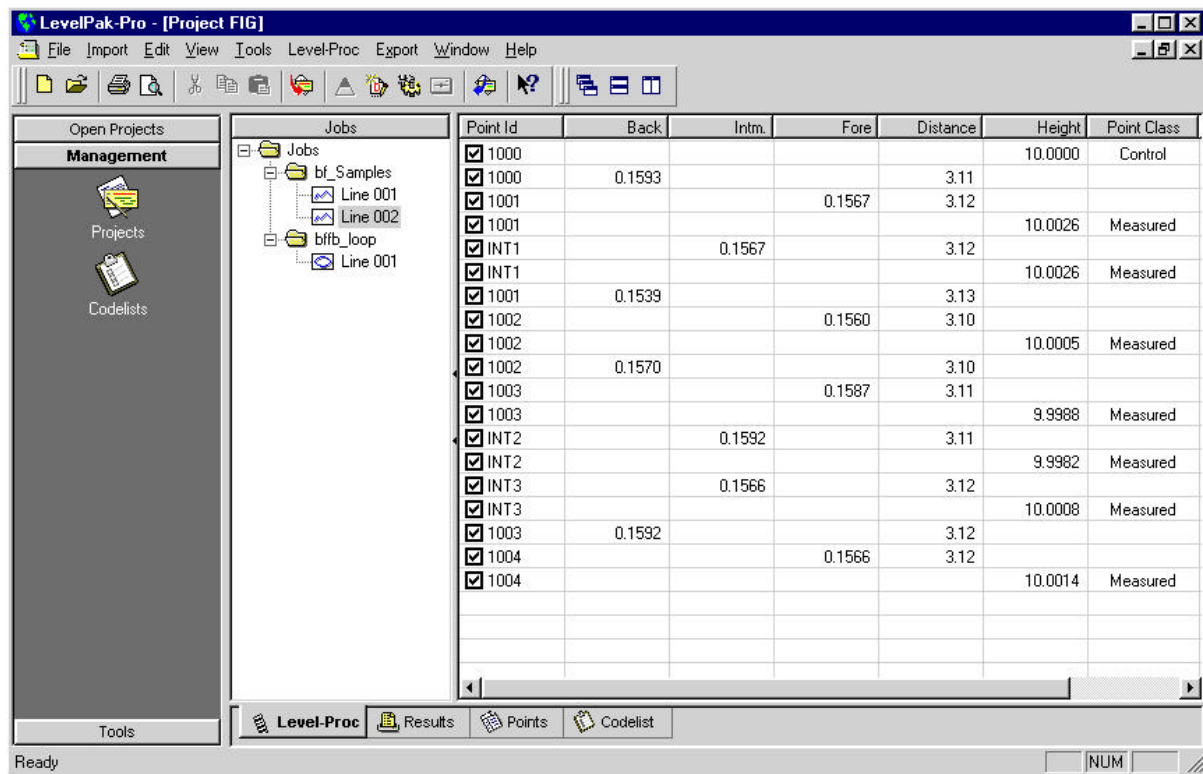 LevelPak-Pro - [Project FIG]
File Import Edit View Tools Level-Proc Export Window Help
Open Projects
Management
Projects
Codelists
Tools
Jobs
Jobs
bf_Samples
Line 001
Line 002
bffb_loop
Line 001
Point Id Back Intm. Fore Distance Height Point Class
1000 10.0000 Control
1000 0.1593 3.11
1001 0.1567 3.12
1001 10.0026 Measured
INT1 0.1567 3.12
INT1 10.0026 Measured
1001 0.1539 3.13
1002 0.1560 3.10
1002 10.0005 Measured
1002 0.1570 3.10
1003 0.1587 3.11
1003 9.9988 Measured
INT2 0.1592 3.11
INT2 9.9982 Measured
INT3 0.1566 3.12
INT3 10.0008 Measured
1003 0.1592 3.12
1004 0.1566 3.12
1004 10.0014 Measured
Level-Proc Results Points Codelist
Ready NUM